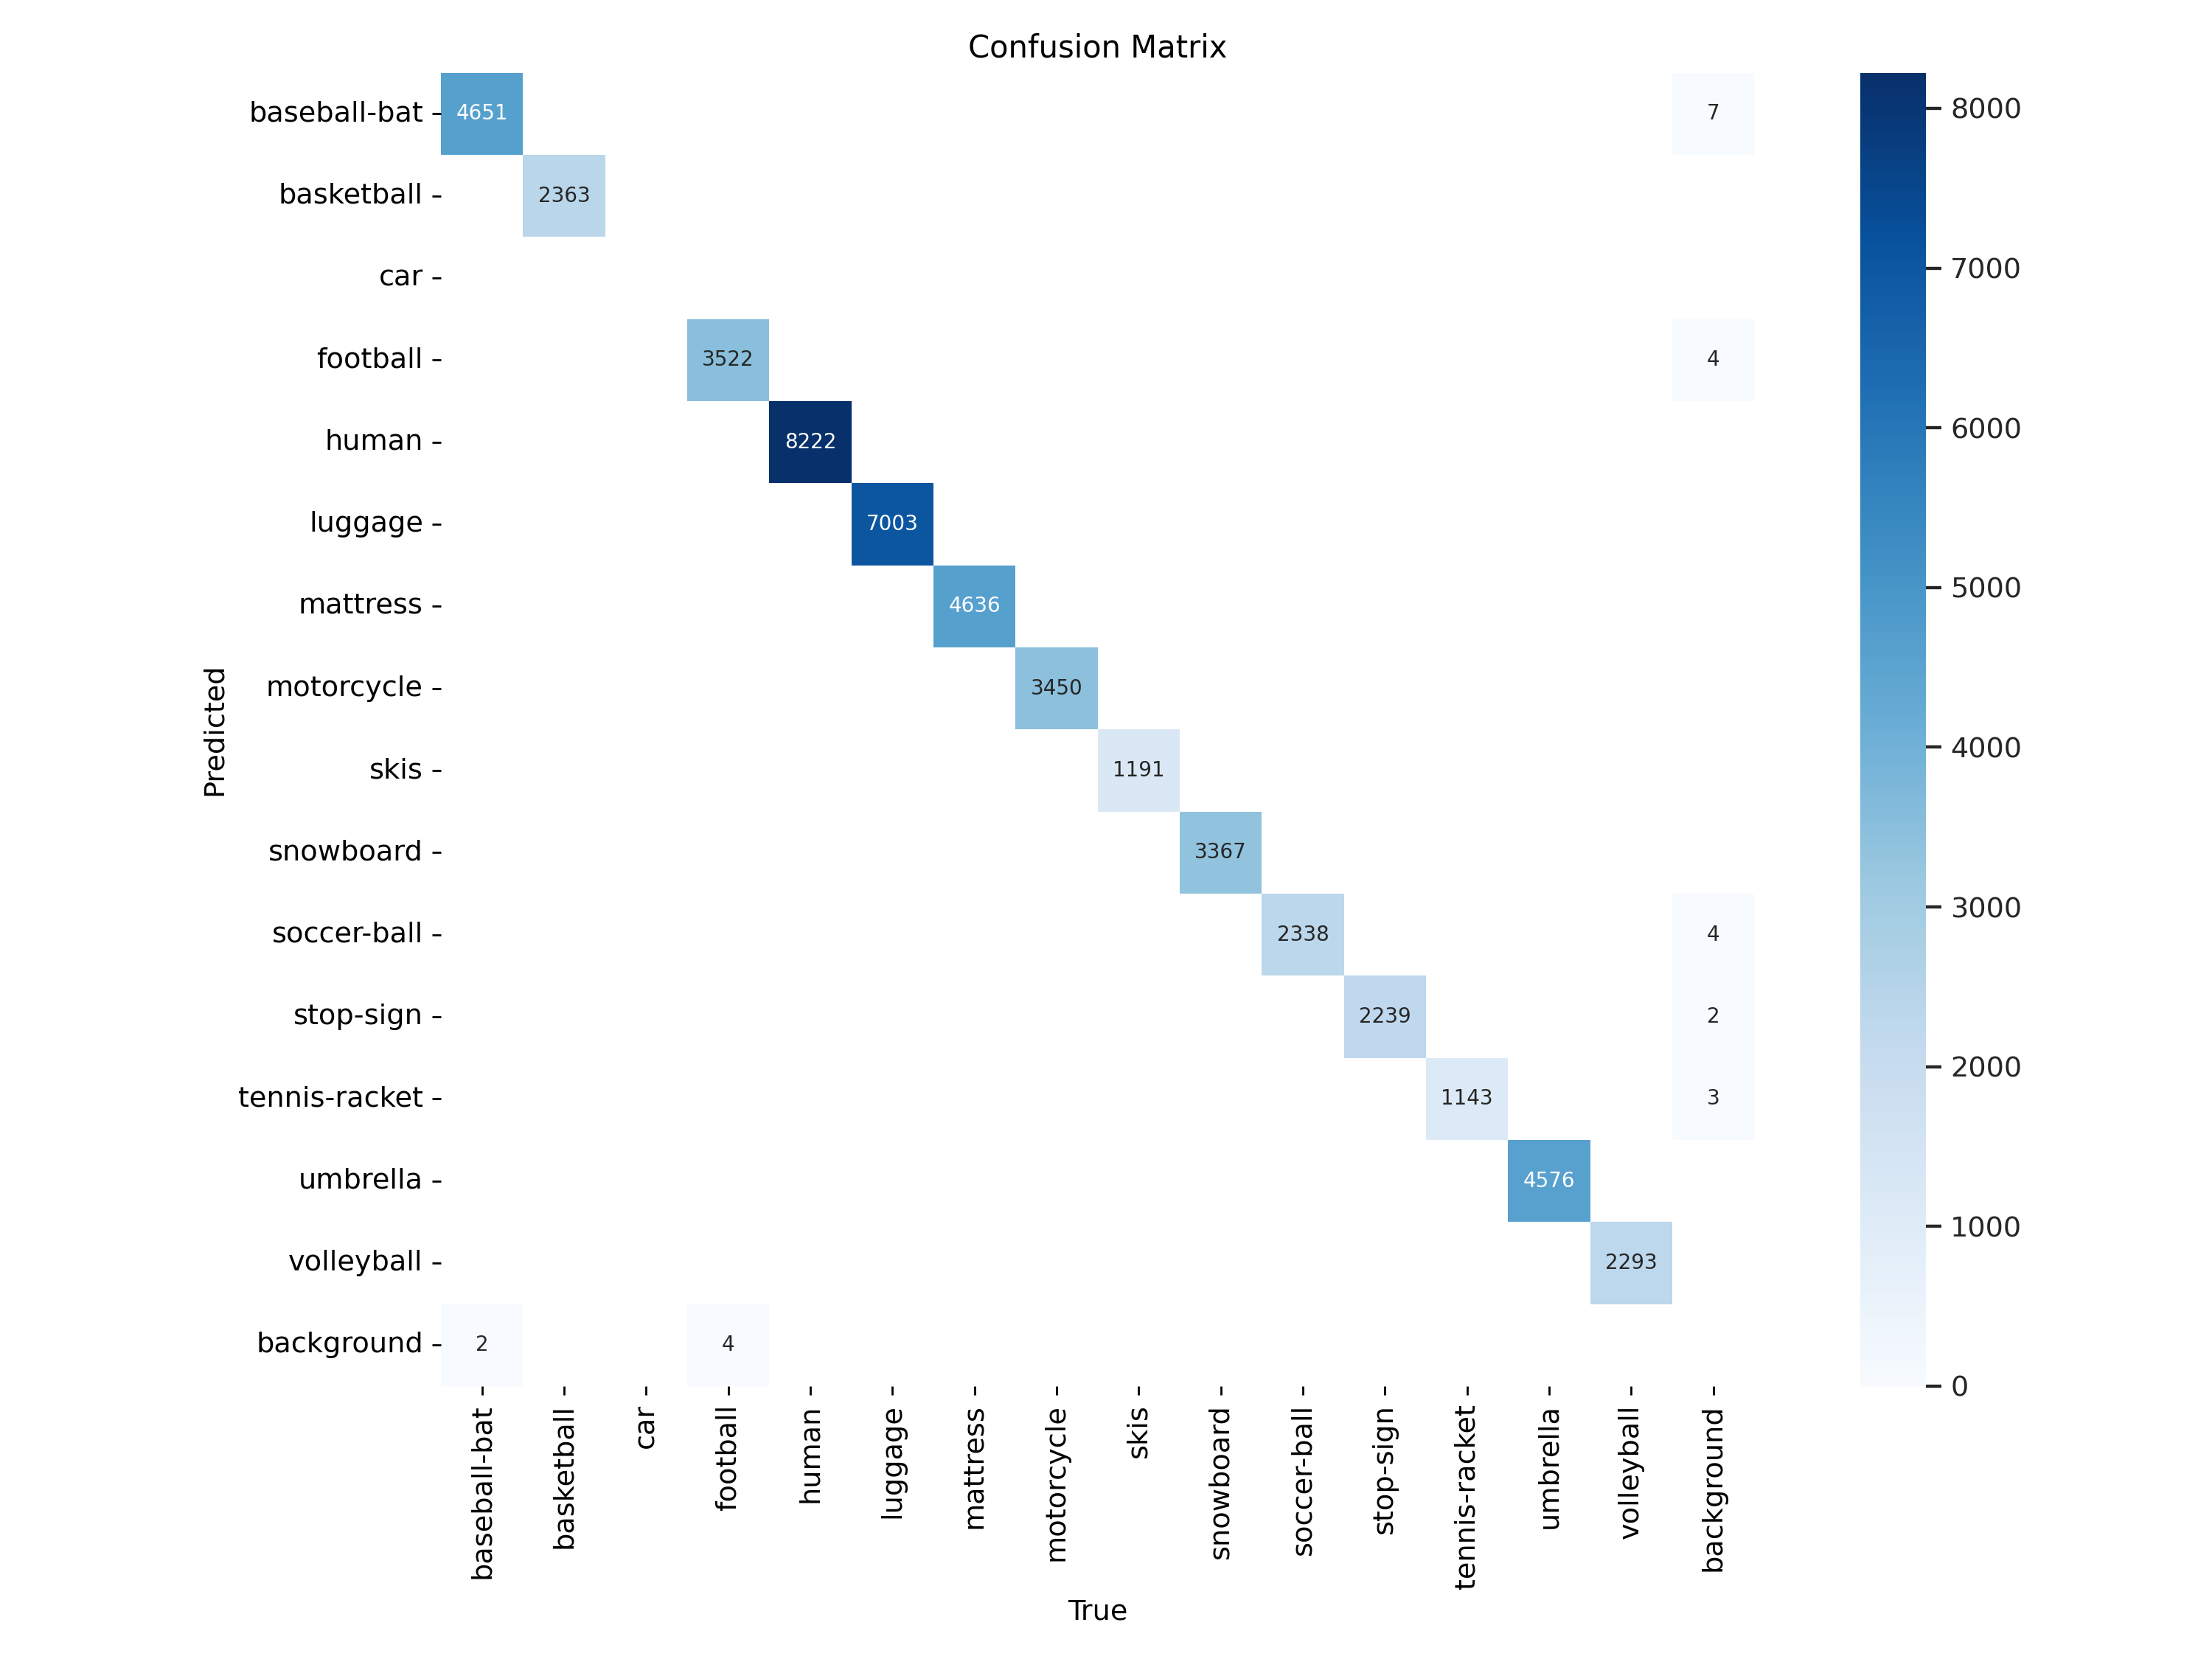 Confusion Matrix
baseball-bat 4651 7 8000
basketball 2363
7000
car
football 3522 4
6000
human 8222
luggage 7003
5000
mattress 4636
Predicted
motorcycle 3450
4000
skis 1191
snowboard 3367
3000
soccer-ball 2338 4
stop-sign 2239 2
2000
tennis-racket 1143 3
umbrella 4576
1000
volleyball 2293
background 2 4
0
baseball-bat
basketball
car
football
human
luggage
mattress
motorcycle
skis
snowboard
soccer-ball
stop-sign
tennis-racket
umbrella
volleyball
background
True